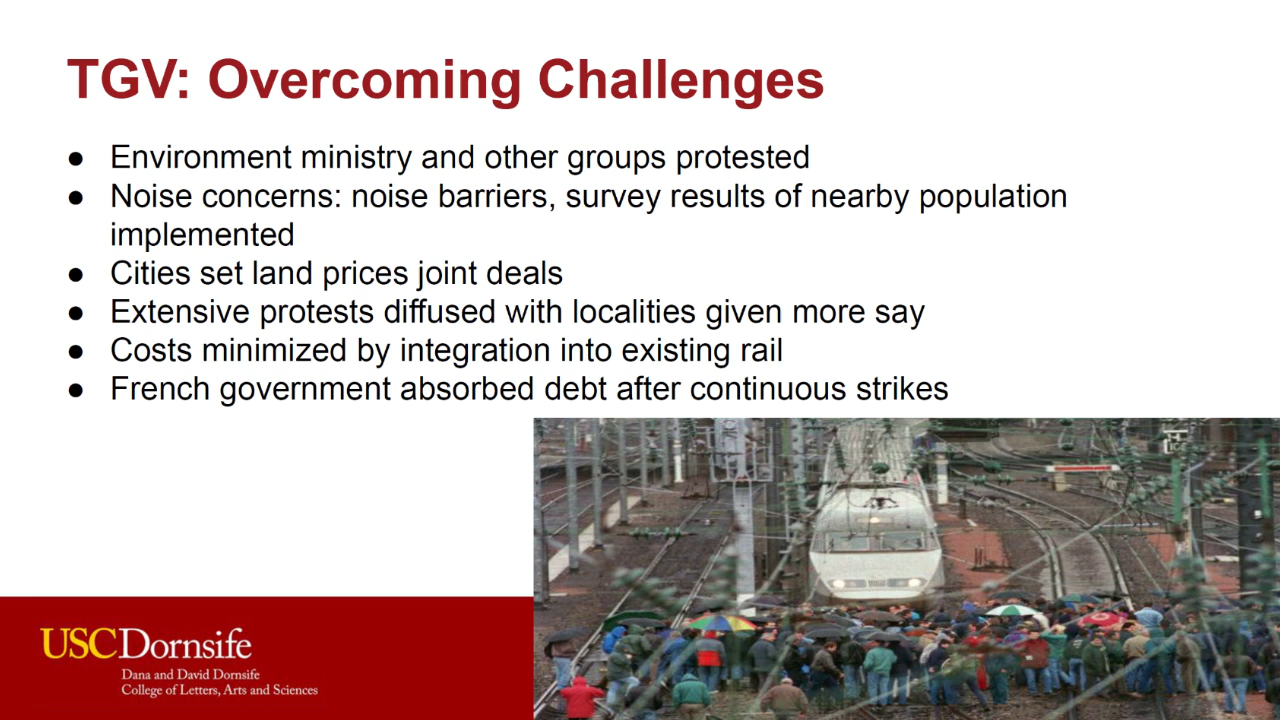 TGV: Overcoming Challenges
● Environment ministry and other groups protested
● Noise concerns: noise barriers, survey results of nearby population
implemented
● Cities set land prices joint deals
● Extensive protests diffused with localities given more say
● Costs minimized by integration into existing rail
● French government absorbed debt after continuous strikes
USCDornsife
Dana and David Dornsife
College of Letters, Arts and Sciences